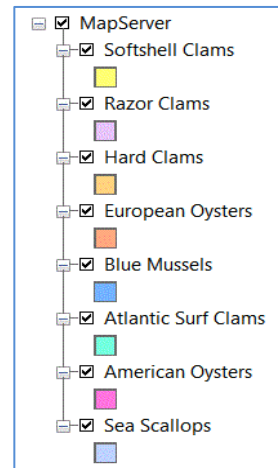 MapServer
Softshell Clams
Razor Clams
Hard Clams
European Oysters
Blue Mussels
Atlantic Surf Clams
American Oysters
Sea Scallops